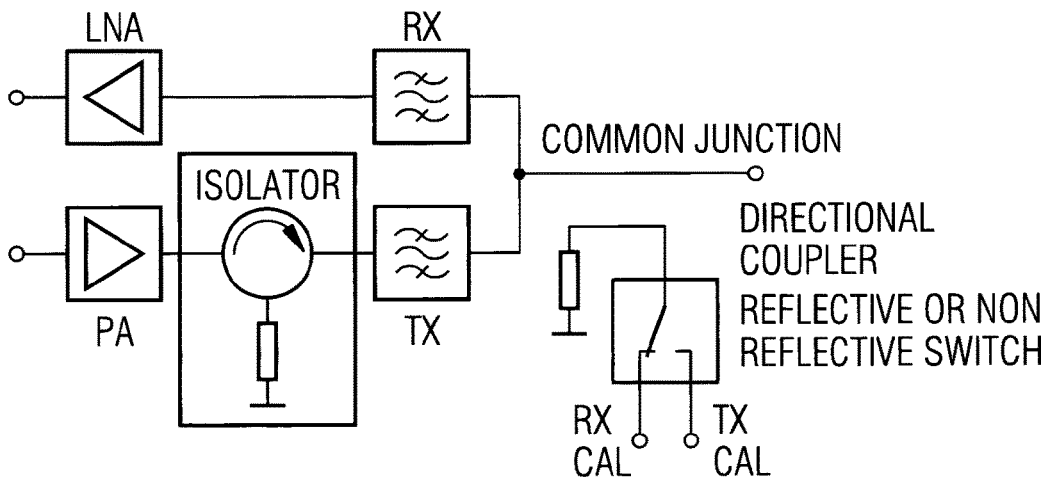 LNA
RX
COMMON JUNCTION
ISOLATOR
PA
TX
DIRECTIONAL
COUPLER
REFLECTIVE OR NON
REFLECTIVE SWITCH
RX
CAL
TX
CAL